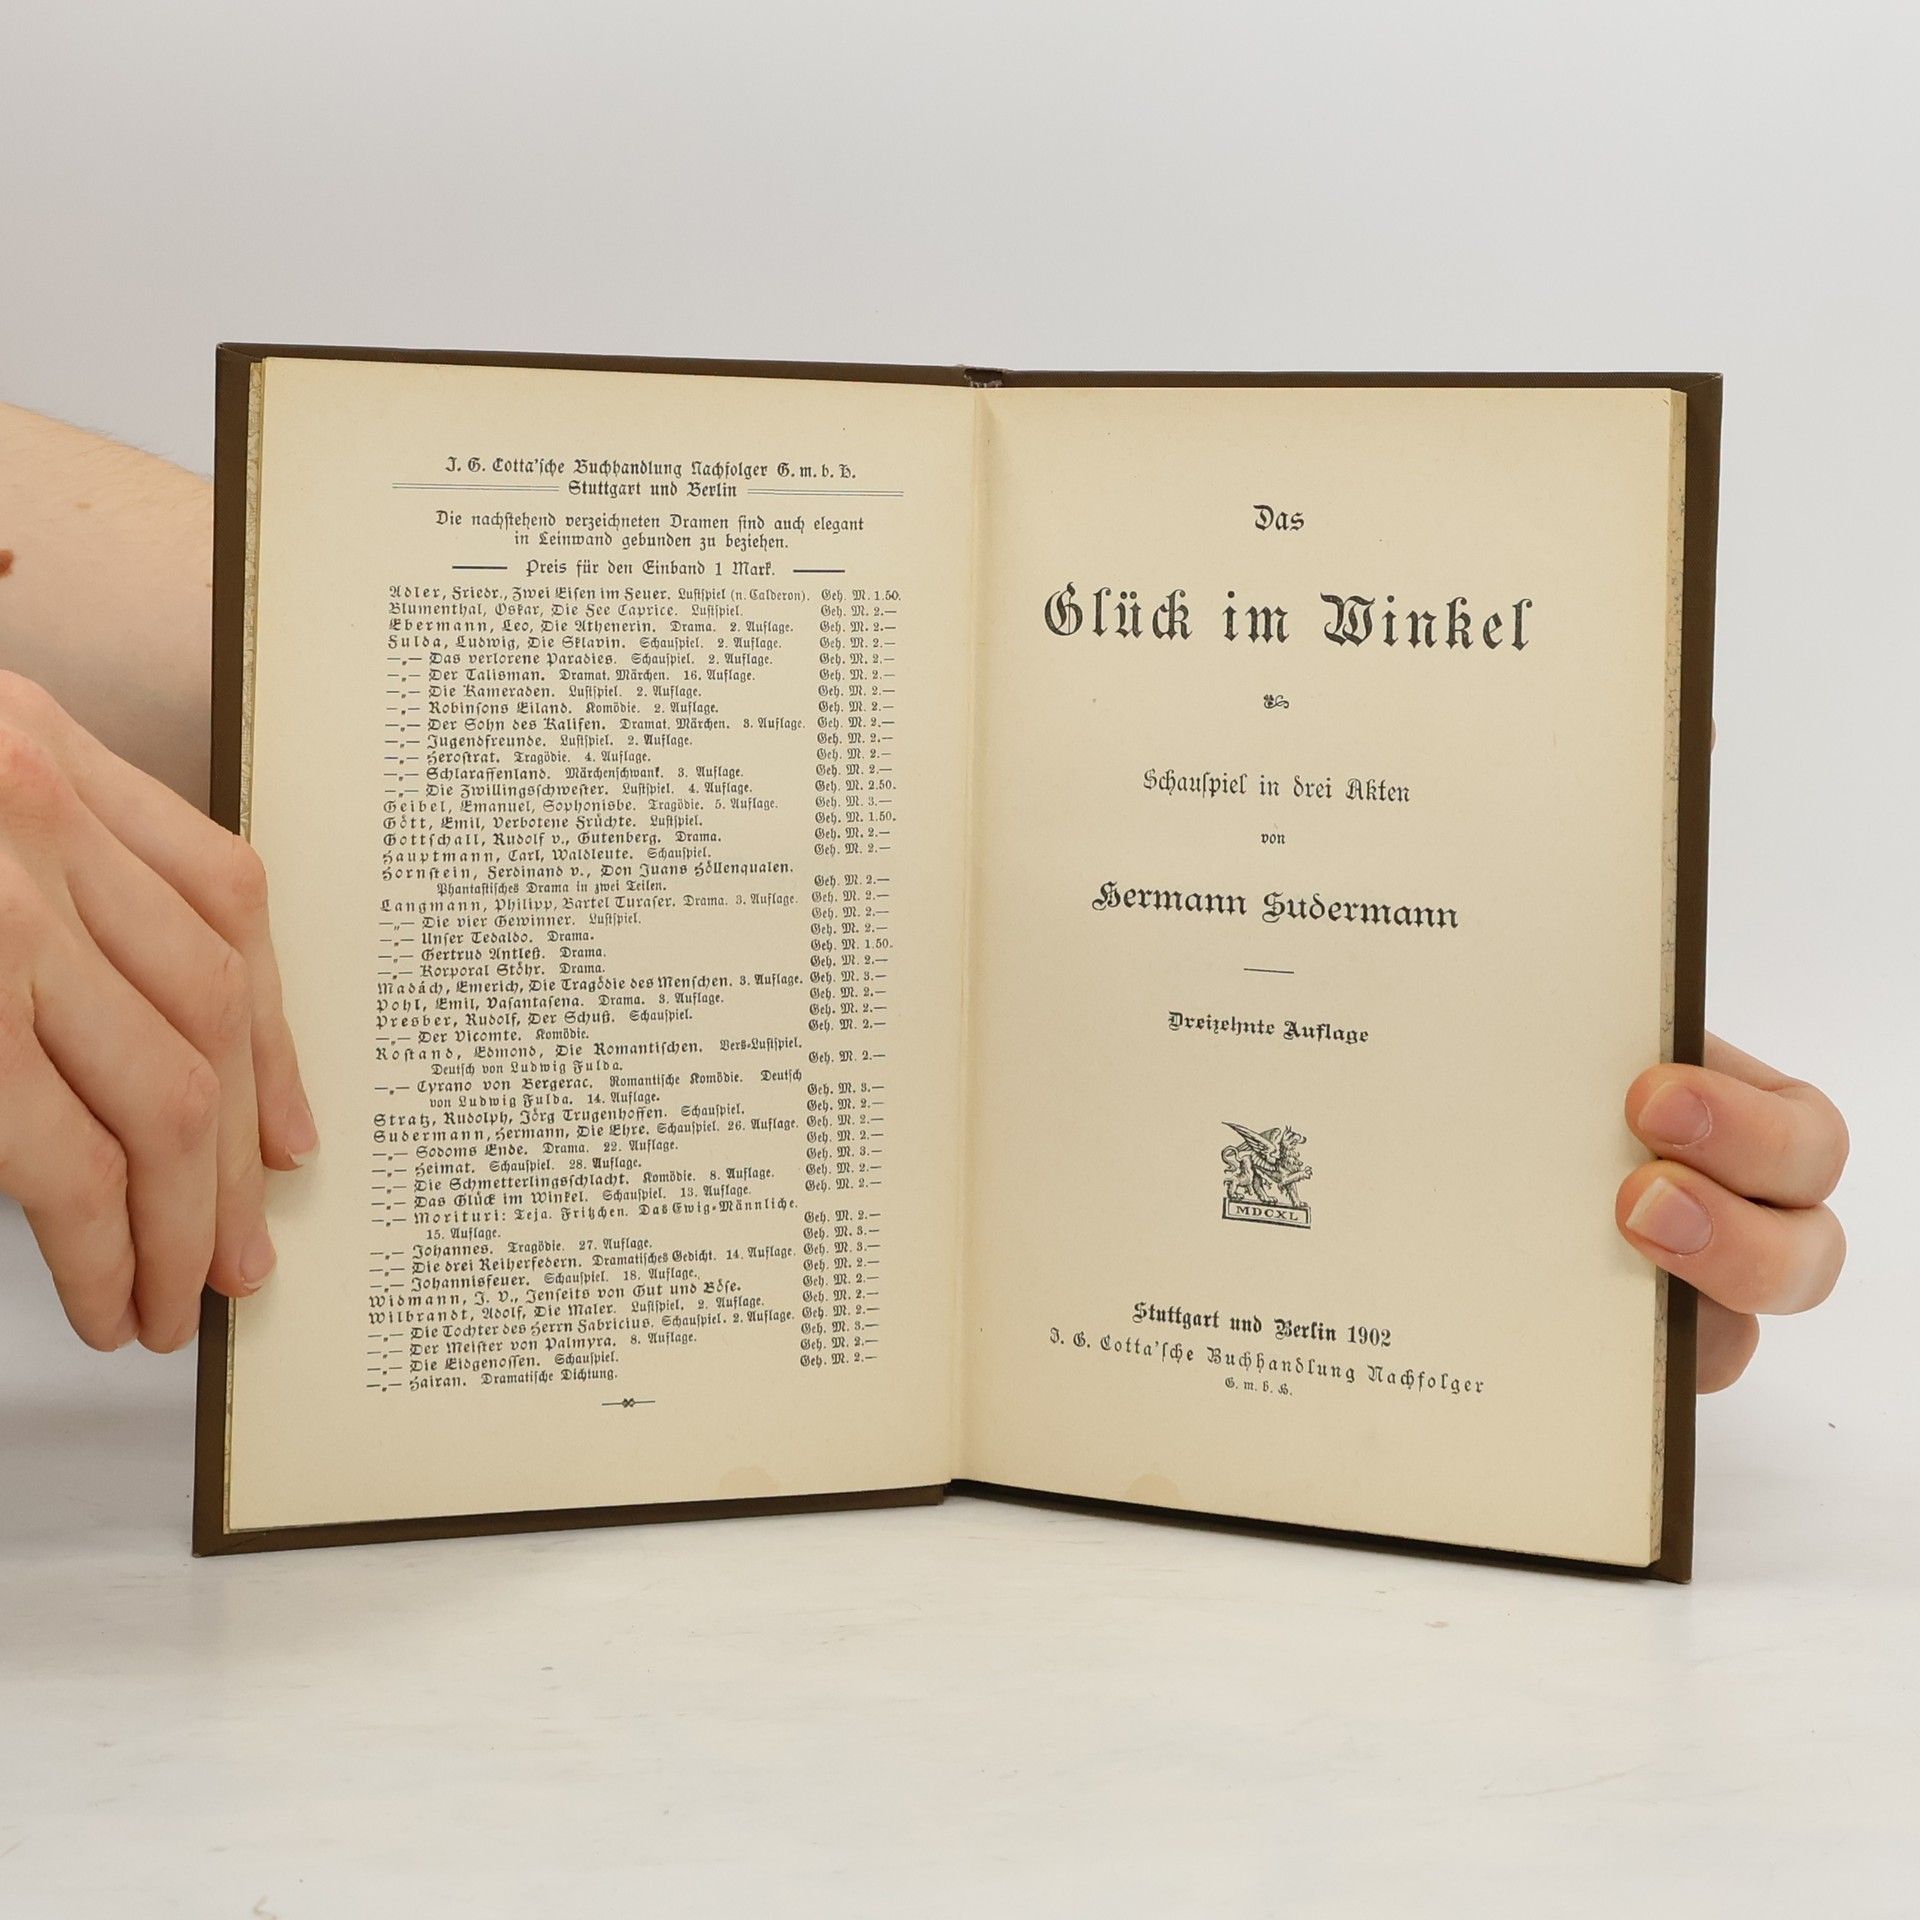 J. G. Cotta'sche Buchhandlung Nachfolger G. m. b. H.
Stuttgart und Berlin
Die nachstehend verzeichneten Dramen sind auch elegant
in Leinwand gebunden zu beziehen.
Preis für den Einband 1 Mark.
Adler, Friedr., Zwei Eisen im Feuer. Lustspiel (n. Calderon). Geh. M. 1.50.
Blumenthal, Oskar, Die Fee Caprice. Lustspiel. Geh. M. 2.—
Ebermann, Leo, Die Athenerin. Drama. 2. Auflage. Geh. M. 2.—
Fulda, Ludwig, Die Sklavin. Schauspiel. 2. Auflage. Geh. M. 2.—
—„— Das verlorene Paradies. Schauspiel. 2. Auflage. Geh. M. 2.—
—„— Der Talisman. Dramat. Märchen. 16. Auflage. Geh. M. 2.—
—„— Die Kameraden. Lustspiel. 2. Auflage. Geh. M. 2.—
—„— Robinsons Eiland. Komödie. 2. Auflage. Geh. M. 2.—
—„— Der Sohn des Kalifen. Dramat. Märchen. 3. Auflage. Geh. M. 2.—
—„— Jugendfreunde. Lustspiel. 2. Auflage. Geh. M. 2.—
—„— Herostrat. Tragödie. 4. Auflage. Geh. M. 2.—
—„— Schlaraffenland. Märchenschwank. 3. Auflage. Geh. M. 2.—
—„— Die Zwillingsschwester. Lustspiel. 4. Auflage. Geh. M. 2.50.
Geibel, Emanuel, Sophonisbe. Tragödie. 5. Auflage. Geh. M. 3.—
Gött, Emil, Verbotene Früchte. Lustspiel. Geh. M. 1.50.
Gottschall, Rudolf v., Gutenberg. Drama. Geh. M. 2.—
Hauptmann, Carl, Waldleute. Schauspiel. Geh. M. 2.—
Hornstein, Ferdinand v., Don Juans Höllenqualen.
Phantastisches Drama in zwei Teilen. Geh. M. 2.—
Langmann, Philipp, Bartel Turaser. Drama. 3. Auflage. Geh. M. 2.—
—„— Die vier Gewinner. Lustspiel. Geh. M. 2.—
—„— Unser Tedaldo. Drama. Geh. M. 2.—
—„— Gertrud Antleß. Drama. Geh. M. 1.50.
—„— Korporal Stöhr. Drama. Geh. M. 2.—
Madách, Emerich, Die Tragödie des Menschen. 3. Auflage. Geh. M. 3.—
Pohl, Emil, Vasantasena. Drama. 3. Auflage. Geh. M. 2.—
Presber, Rudolf, Der Schuß. Schauspiel. Geh. M. 2.—
—„— Der Vicomte. Komödie. Geh. M. 2.—
Rostand, Edmond, Die Romantischen. Vers-Lustspiel.
Deutsch von Ludwig Fulda. Geh. M. 2.—
—„— Cyrano von Bergerac. Romantische Komödie. Deutsch
von Ludwig Fulda. 14. Auflage. Geh. M. 3.—
Stratz, Rudolph, Jörg Trugenhoffen. Schauspiel. Geh. M. 2.—
Sudermann, Hermann, Die Ehre. Schauspiel. 26. Auflage. Geh. M. 2.—
—„— Sodoms Ende. Drama. 22. Auflage. Geh. M. 2.—
—„— Heimat. Schauspiel. 28. Auflage. Geh. M. 3.—
—„— Die Schmetterlingsschlacht. Komödie. 8. Auflage. Geh. M. 2.—
—„— Das Glück im Winkel. Schauspiel. 13. Auflage. Geh. M. 2.—
—„— Morituri: Teja. Fritzchen. Das Ewig-Männliche.
15. Auflage. Geh. M. 2.—
—„— Johannes. Tragödie. 27. Auflage. Geh. M. 3.—
—„— Die drei Reiherfedern. Dramatisches Gedicht. 14. Auflage. Geh. M. 3.—
—„— Johannisfeuer. Schauspiel. 18. Auflage. Geh. M. 2.—
Widmann, J. V., Jenseits von Gut und Böse. Geh. M. 2.—
Wilbrandt, Adolf, Die Maler. Lustspiel. 2. Auflage. Geh. M. 2.—
—„— Die Tochter des Herrn Fabricius. Schauspiel. 2. Auflage. Geh. M. 2.—
—„— Der Meister von Palmyra. 8. Auflage. Geh. M. 3.—
—„— Die Eidgenossen. Schauspiel. Geh. M. 2.—
—„— Hairan. Dramatische Dichtung. Geh. M. 2.—
Das
Glück im Winkel
Schauspiel in drei Akten
von
Hermann Sudermann
Dreizehnte Auflage
MDCXL
Stuttgart und Berlin 1902
J. G. Cotta'sche Buchhandlung Nachfolger
G. m. b. H.